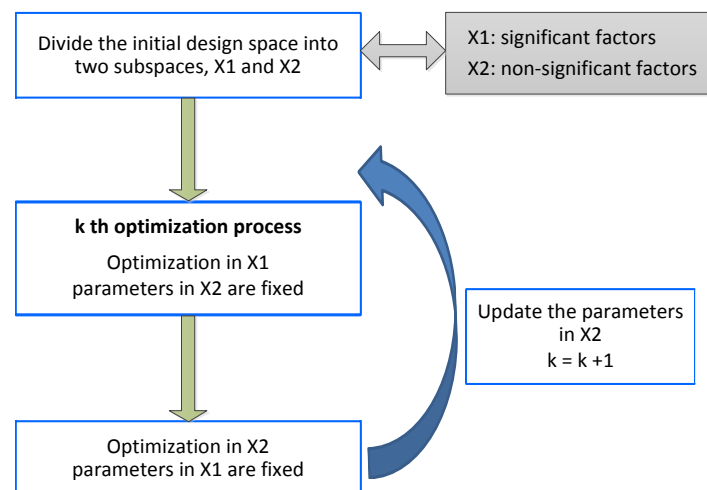 Divide the initial design space into
two subspaces, X1 and X2
X1: significant factors
X2: non-significant factors
k th optimization process
Optimization in X1
parameters in X2 are fixed
Update the parameters
in X2
k = k +1
Optimization in X2
parameters in X1 are fixed